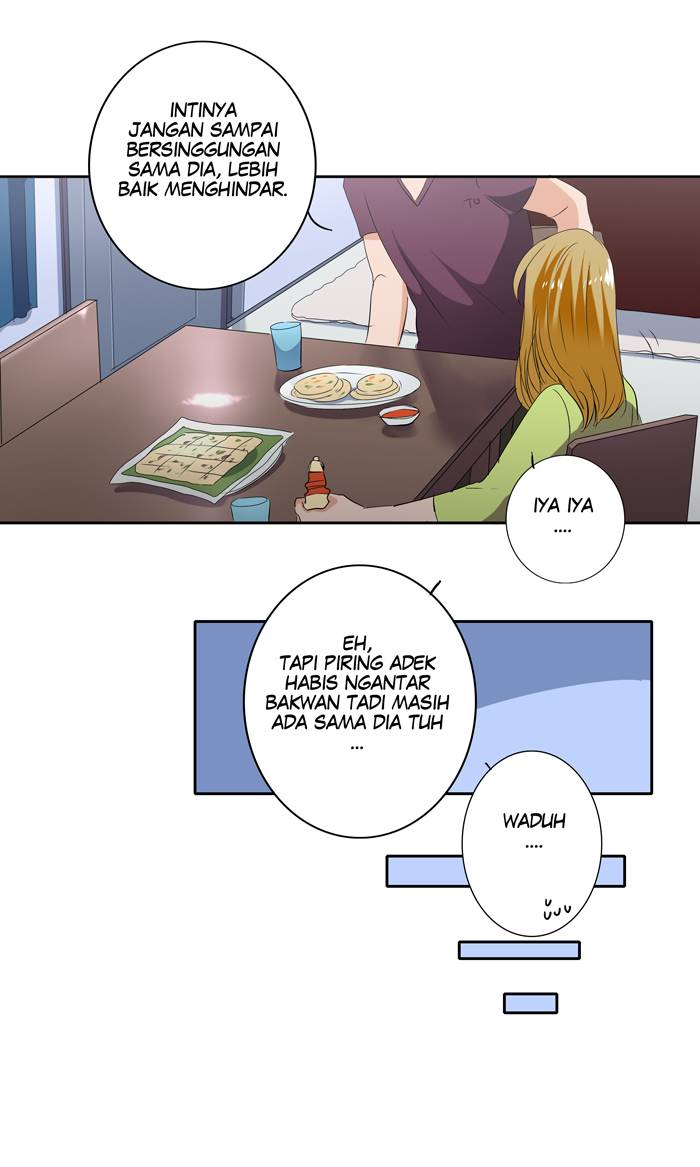 INTINYA
JANGAN SAMPAI
BERSINGGUNGAN
SAMA DIA, LEBIH
BAIK MENGHINDAR.
IYA IYA
....
EH,
TAPI PIRING ADEK
HABIS NGANTAR
BAKWAN TADI MASIH
ADA SAMA DIA TUH
...
WADUH
....